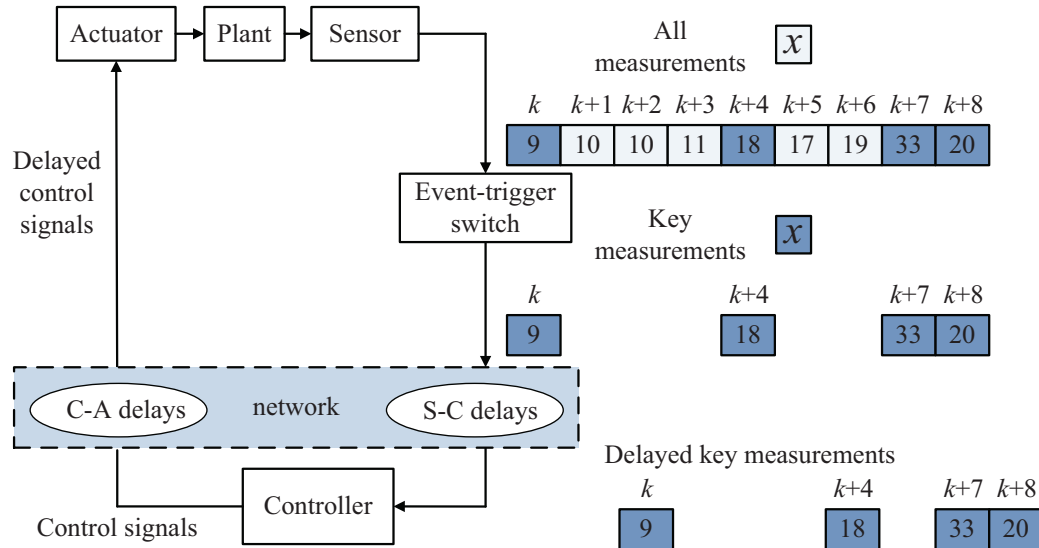 Actuator
Plant
Sensor
All
measurements
x
k k+1 k+2 k+3 k+4 k+5 k+6 k+7 k+8
9 10 10 11 18 17 19 33 20
Delayed
control
signals
Event-trigger
switch
Key
measurements
x
k k+4 k+7 k+8
9 18 33 20
C-A delays
network
S-C delays
Delayed key measurements
k k+4 k+7 k+8
9 18 33 20
Controller
Control signals